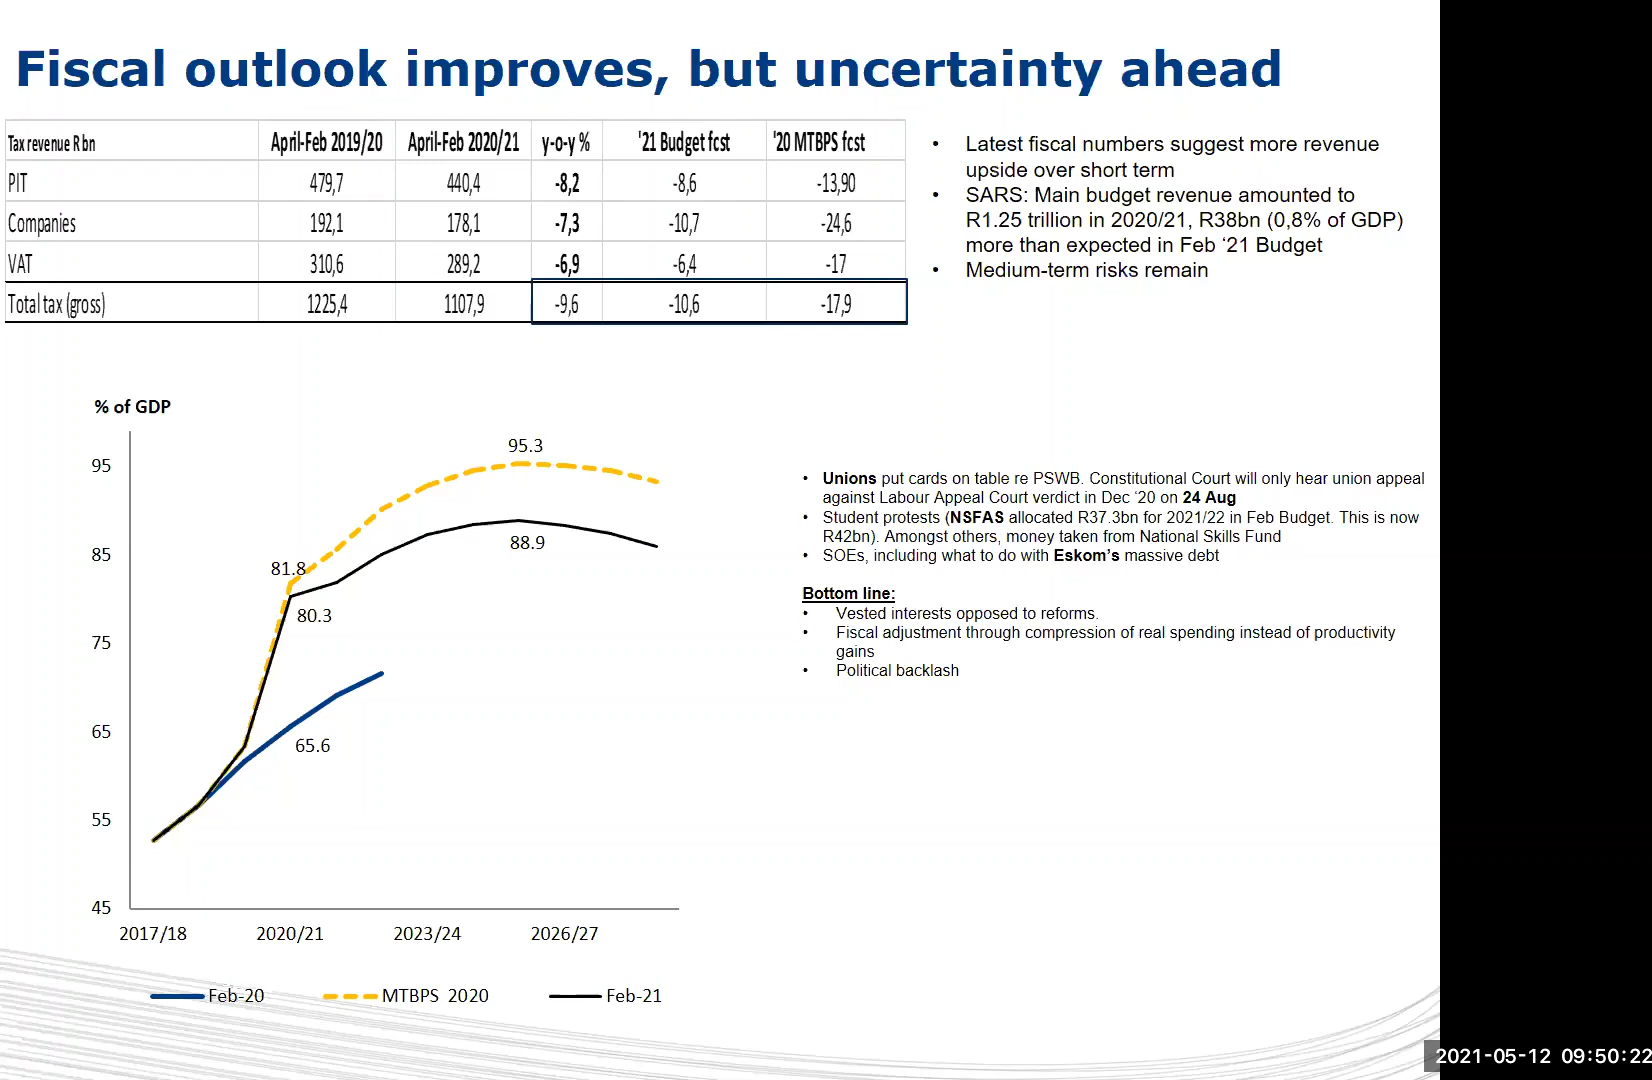 Fiscal outlook improves, but uncertainty ahead
Tax revenue R bn April-Feb 2019/20 April-Feb 2020/21 y-o-y % '21 Budget fcst '20 MTBPS fcst
PIT 479,7 440,4 -8,2 -8,6 -13,90
Companies 192,1 178,1 -7,3 -10,7 -24,6
VAT 310,6 289,2 -6,9 -6,4 -17
Total tax (gross) 1225,4 1107,9 -9,6 -10,6 -17,9
• Latest fiscal numbers suggest more revenue
upside over short term
• SARS: Main budget revenue amounted to
R1.25 trillion in 2020/21, R38bn (0,8% of GDP)
more than expected in Feb ‘21 Budget
• Medium-term risks remain
% of GDP
95
85
75
65
55
45
95.3
88.9
81.8
80.3
65.6
2017/18 2020/21 2023/24 2026/27
Feb-20 MTBPS 2020 Feb-21
• Unions put cards on table re PSWB. Constitutional Court will only hear union appeal
against Labour Appeal Court verdict in Dec ‘20 on 24 Aug
• Student protests (NSFAS allocated R37.3bn for 2021/22 in Feb Budget. This is now
R42bn). Amongst others, money taken from National Skills Fund
• SOEs, including what to do with Eskom’s massive debt
Bottom line:
• Vested interests opposed to reforms.
• Fiscal adjustment through compression of real spending instead of productivity
gains
• Political backlash
2021-05-12 09:50:22